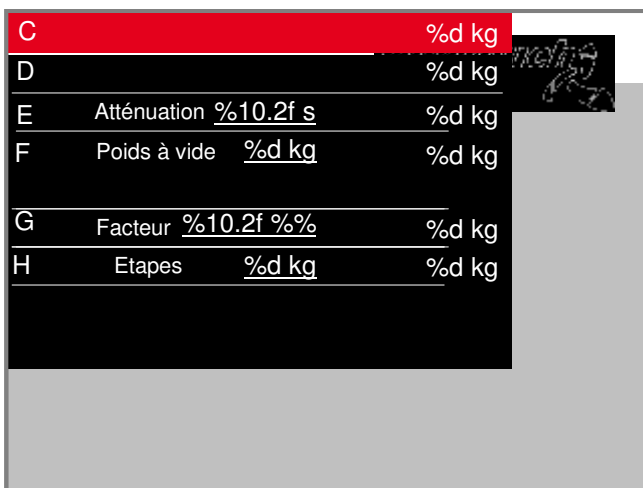 C %d kg
D %d kg
E Atténuation %10.2f s %d kg
F Poids à vide %d kg %d kg
G Facteur %10.2f %% %d kg
H Etapes %d kg %d kg